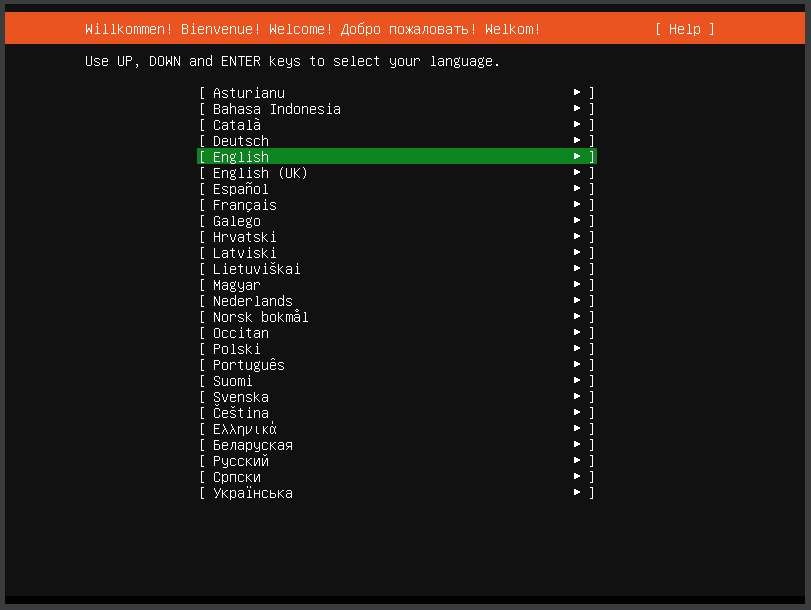 Willkommen! Bienvenue! Welcome! Добро пожаловать! Welkom! [ Help ]
Use UP, DOWN and ENTER keys to select your language.
[ Asturianu ► ]
[ Bahasa Indonesia ► ]
[ Català ► ]
[ Deutsch ► ]
[ English ► ]
[ English (UK) ► ]
[ Español ► ]
[ Français ► ]
[ Galego ► ]
[ Hrvatski ► ]
[ Latviski ► ]
[ Lietuviškai ► ]
[ Magyar ► ]
[ Nederlands ► ]
[ Norsk bokmål ► ]
[ Occitan ► ]
[ Polski ► ]
[ Português ► ]
[ Suomi ► ]
[ Svenska ► ]
[ Čeština ► ]
[ Ελληνικά ► ]
[ Беларуская ► ]
[ Русский ► ]
[ Српски ► ]
[ Українська ► ]